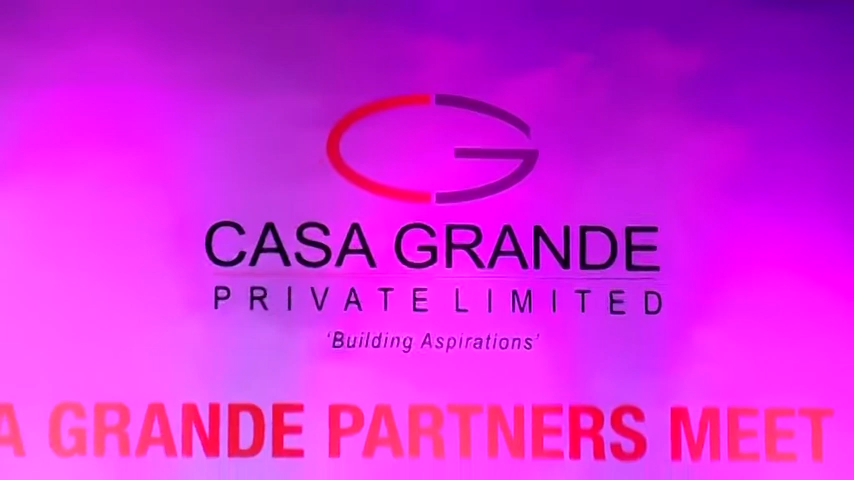 CASA GRANDE
PRIVATE LIMITED
'Building Aspirations'
A GRANDE PARTNERS MEET